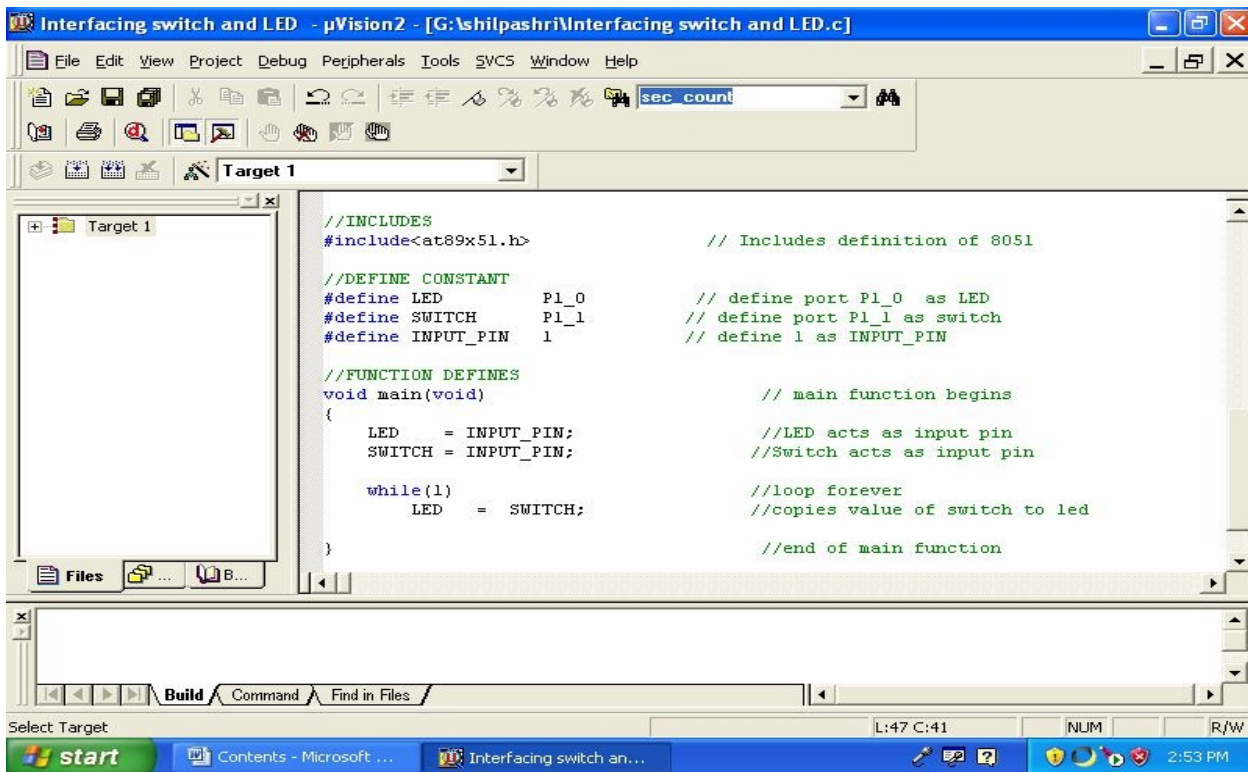 Interfacing switch and LED - µVision2 - [G:\shilpashri\Interfacing switch and LED.c]
File Edit View Project Debug Peripherals Tools SVCS Window Help
sec_count
Target 1
Target 1
//INCLUDES
#include<at89x51.h> // Includes definition of 8051
//DEFINE CONSTANT
#define LED P1_0 // define port P1_0 as LED
#define SWITCH P1_1 // define port P1_1 as switch
#define INPUT_PIN 1 // define 1 as INPUT_PIN
//FUNCTION DEFINES
void main(void) // main function begins
{
LED = INPUT_PIN; //LED acts as input pin
SWITCH = INPUT_PIN; //Switch acts as input pin
while(1) //loop forever
LED = SWITCH; //copies value of switch to led
} //end of main function
Files ... B...
Build Command Find in Files
Select Target L:47 C:41 NUM R/W
start Contents - Microsoft ... Interfacing switch an... 2:53 PM